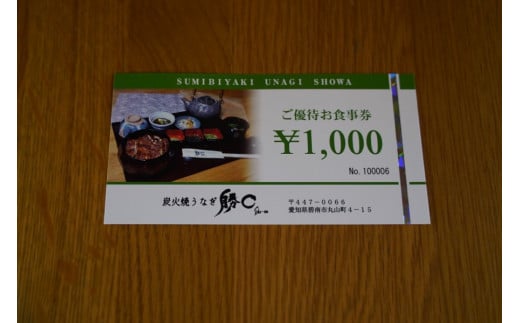 SUMIBIYAKI UNAGI SHOWA
ご優待お食事券
¥1,000
No. 100006
炭火焼うなぎ 勝
〒447-0066
愛知県碧南市丸山町4-15